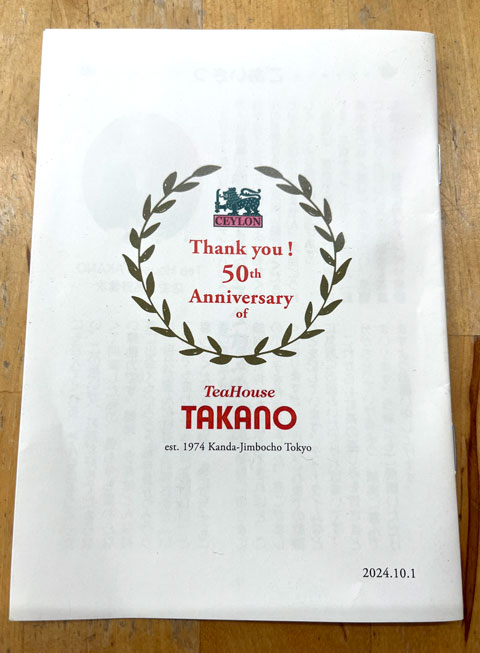 CEYLON
Thank you !
50th
Anniversary
of
TeaHouse
TAKANO
est. 1974 Kanda-Jimbocho Tokyo
2024.10.1